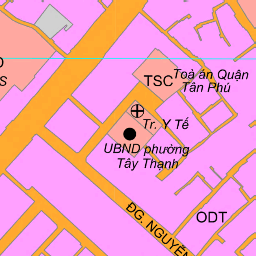 TSC
Toà án Quận
Tân Phú
Tr. Y Tế
UBND phường
Tây Thạnh
ĐG. NGUYỄN
ODT